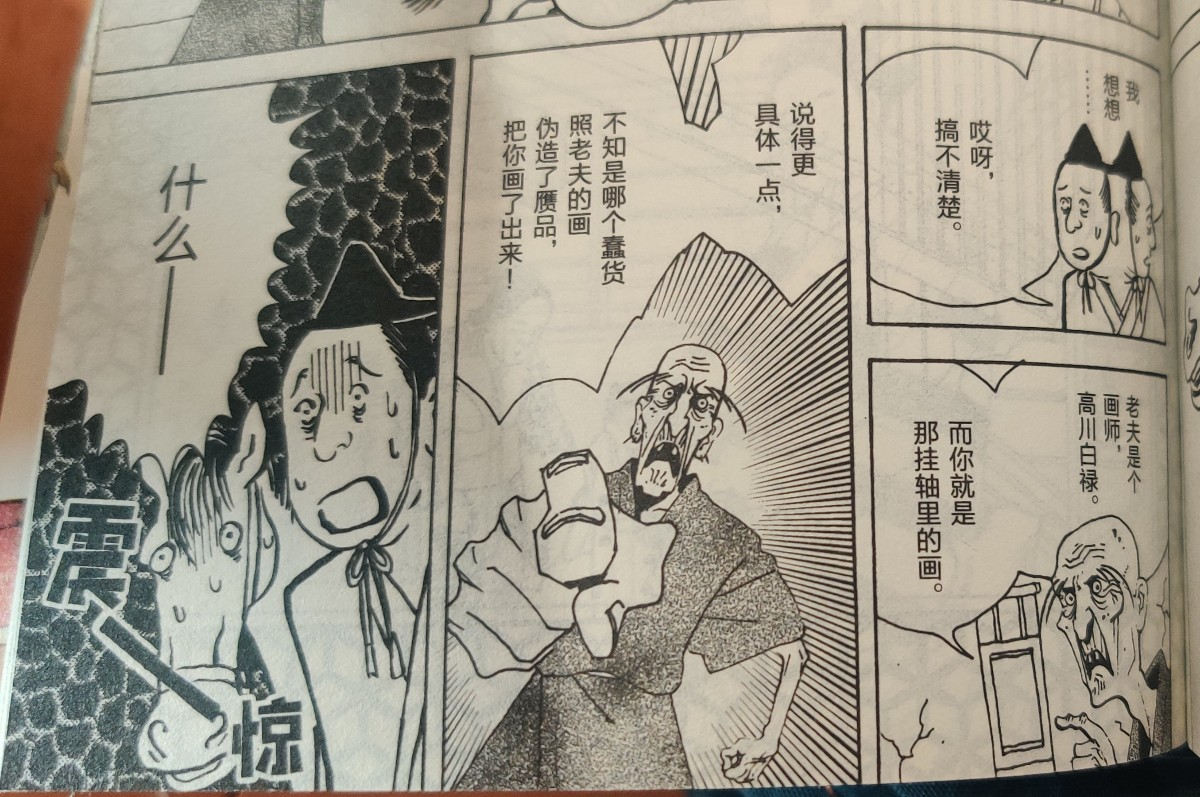 我
想想
……
哎呀，
搞不清楚。
老夫是个
画师，
高川白禄。
而你就是
那挂轴里的画。
说得更
具体一点，
不知是哪个蠢货
照老夫的画
伪造了赝品，
把你画了出来！
什么——
震
惊